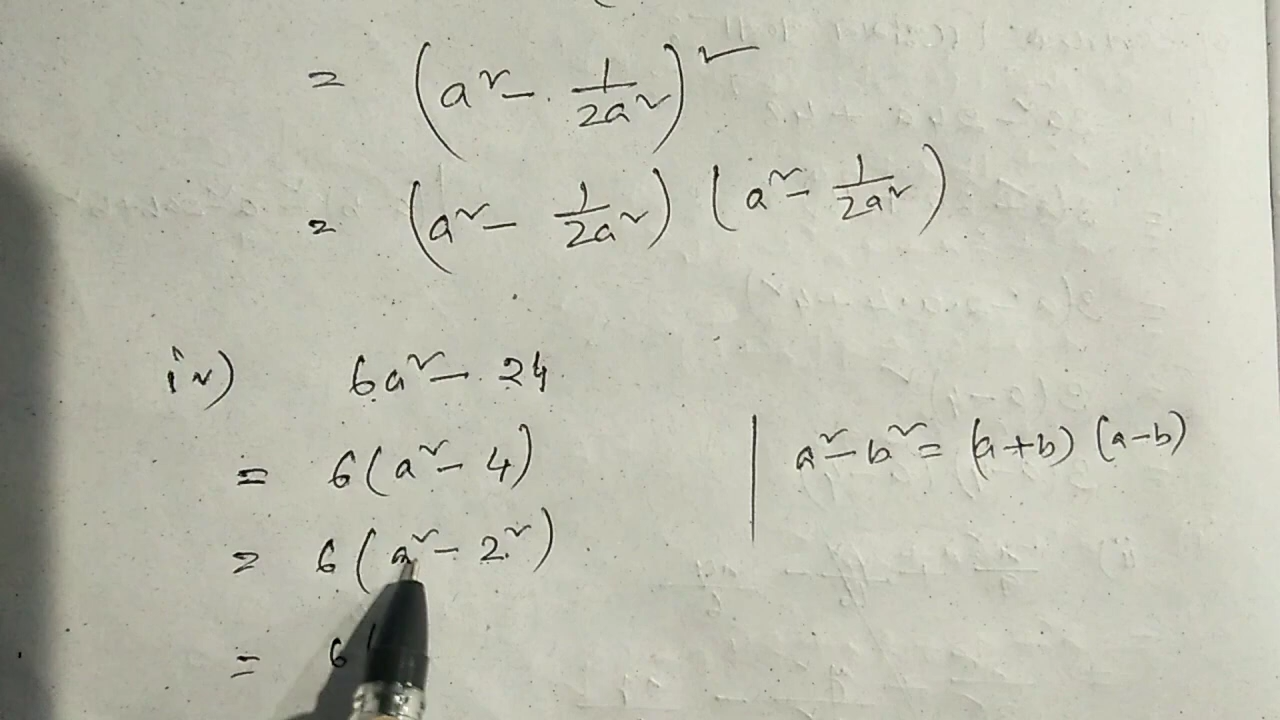 = (a² - 1/2a²)²
= (a² - 1/2a²) (a² - 1/2a²)
iv) 6a² - 24
= 6(a² - 4)
a² - b² = (a+b) (a-b)
= 6(a² - 2²)
= 6(